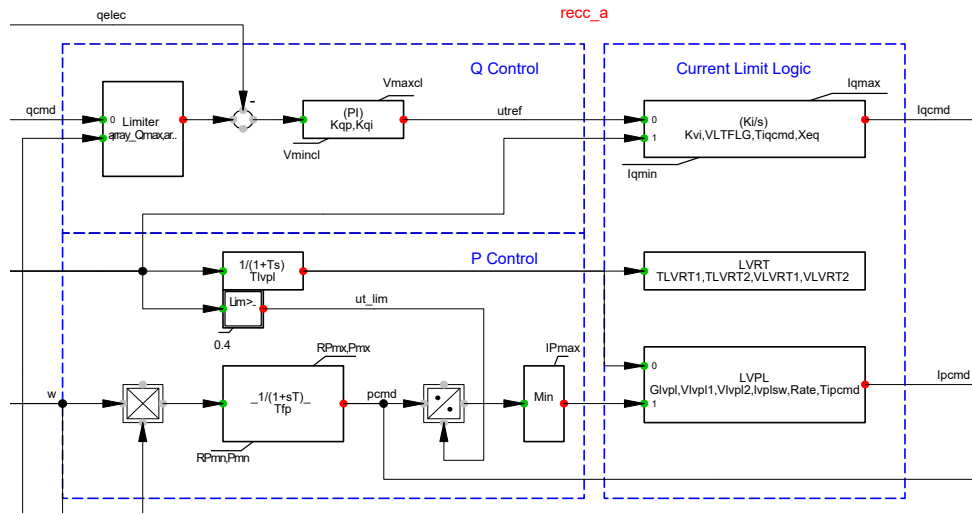 recc_a
qelec
-
Q Control
Current Limit Logic
Vmaxcl
Iqmax
qcmd
0
1
Limiter
array_Qmax,ar..
(PI)
Kqp,Kqi
utref
0
1
(Ki/s)
Kvi,VLTFLG,Tiqcmd,Xeq
Iqcmd
Vmincl
Iqmin
P Control
1/(1+Ts)
Tlvpl
LVRT
TLVRT1,TLVRT2,VLVRT1,VLVRT2
Lim>_
ut_lim
0.4
RPmx,Pmx
IPmax
w
_1/(1+sT)_
Tfp
pcmd
Min
0
1
LVPL
Glvpl,Vlvpl1,Vlvpl2,lvplsw,Rate,Tipcmd
Ipcmd
RPmn,Pmn